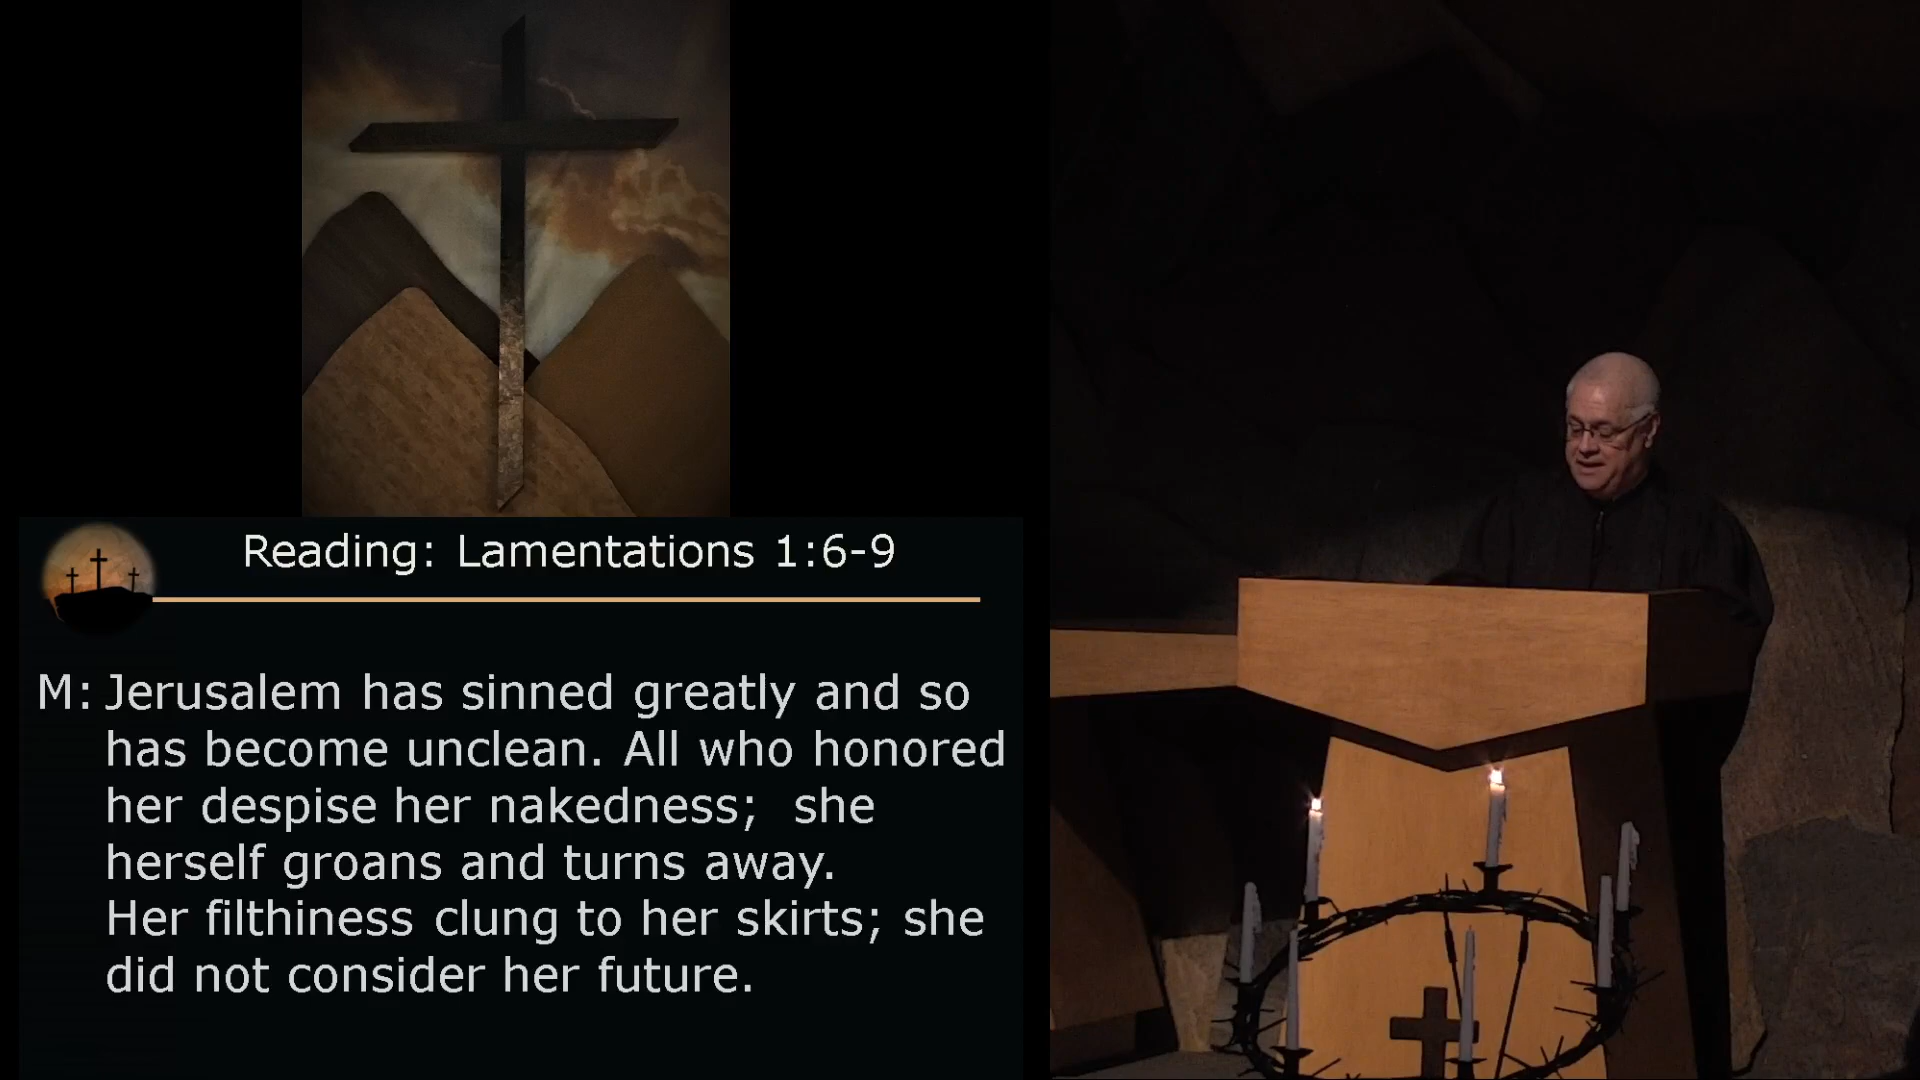 Reading: Lamentations 1:6-9
M: Jerusalem has sinned greatly and so
has become unclean. All who honored
her despise her nakedness;  she
herself groans and turns away.
Her filthiness clung to her skirts; she
did not consider her future.